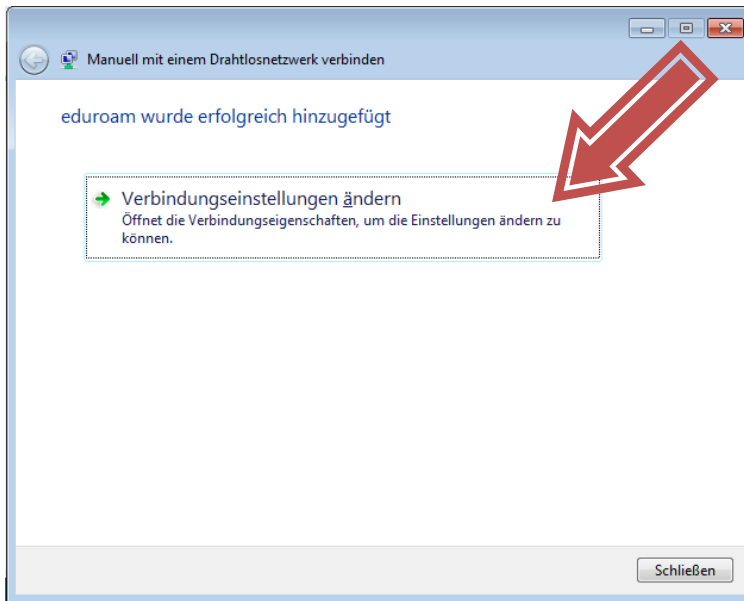 Manuell mit einem Drahtlosnetzwerk verbinden
eduroam wurde erfolgreich hinzugefügt
Verbindungseinstellungen ändern
Öffnet die Verbindungseigenschaften, um die Einstellungen ändern zu
können.
Schließen